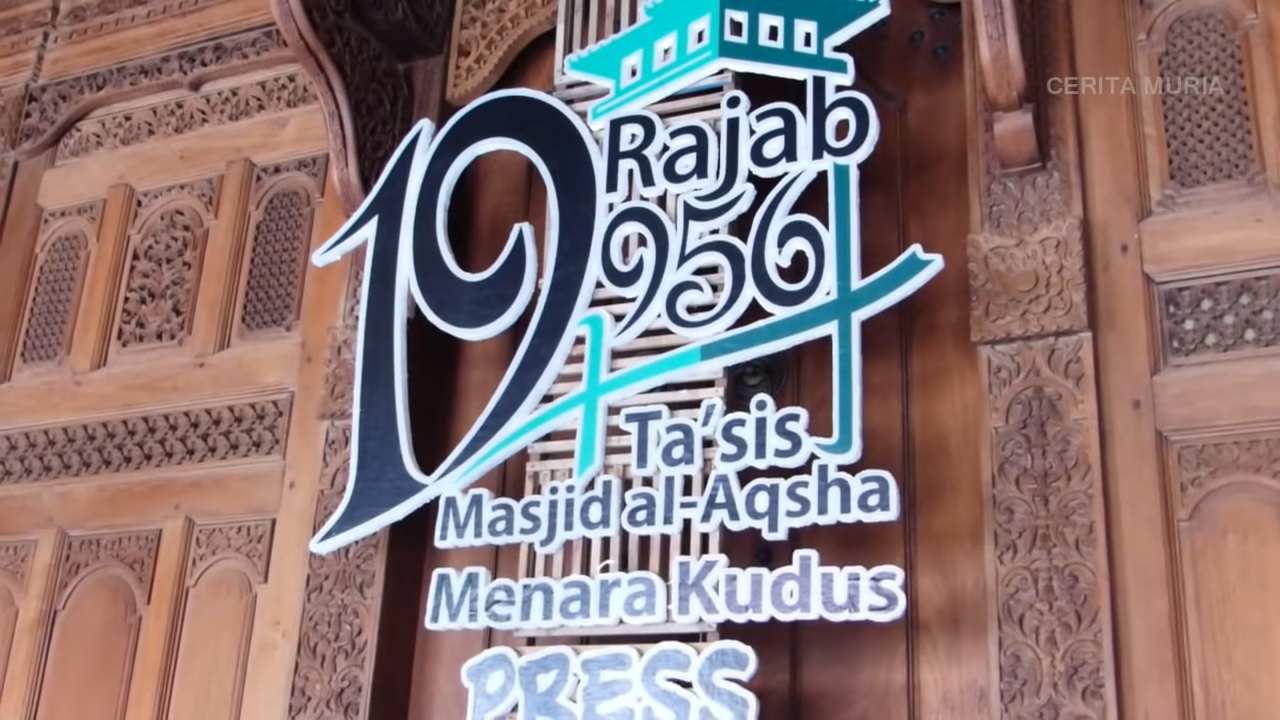 CERITA MURIA
19 Rajab
956
Ta'sis
Masjid al-Aqsha
Menara Kudus
PRESS